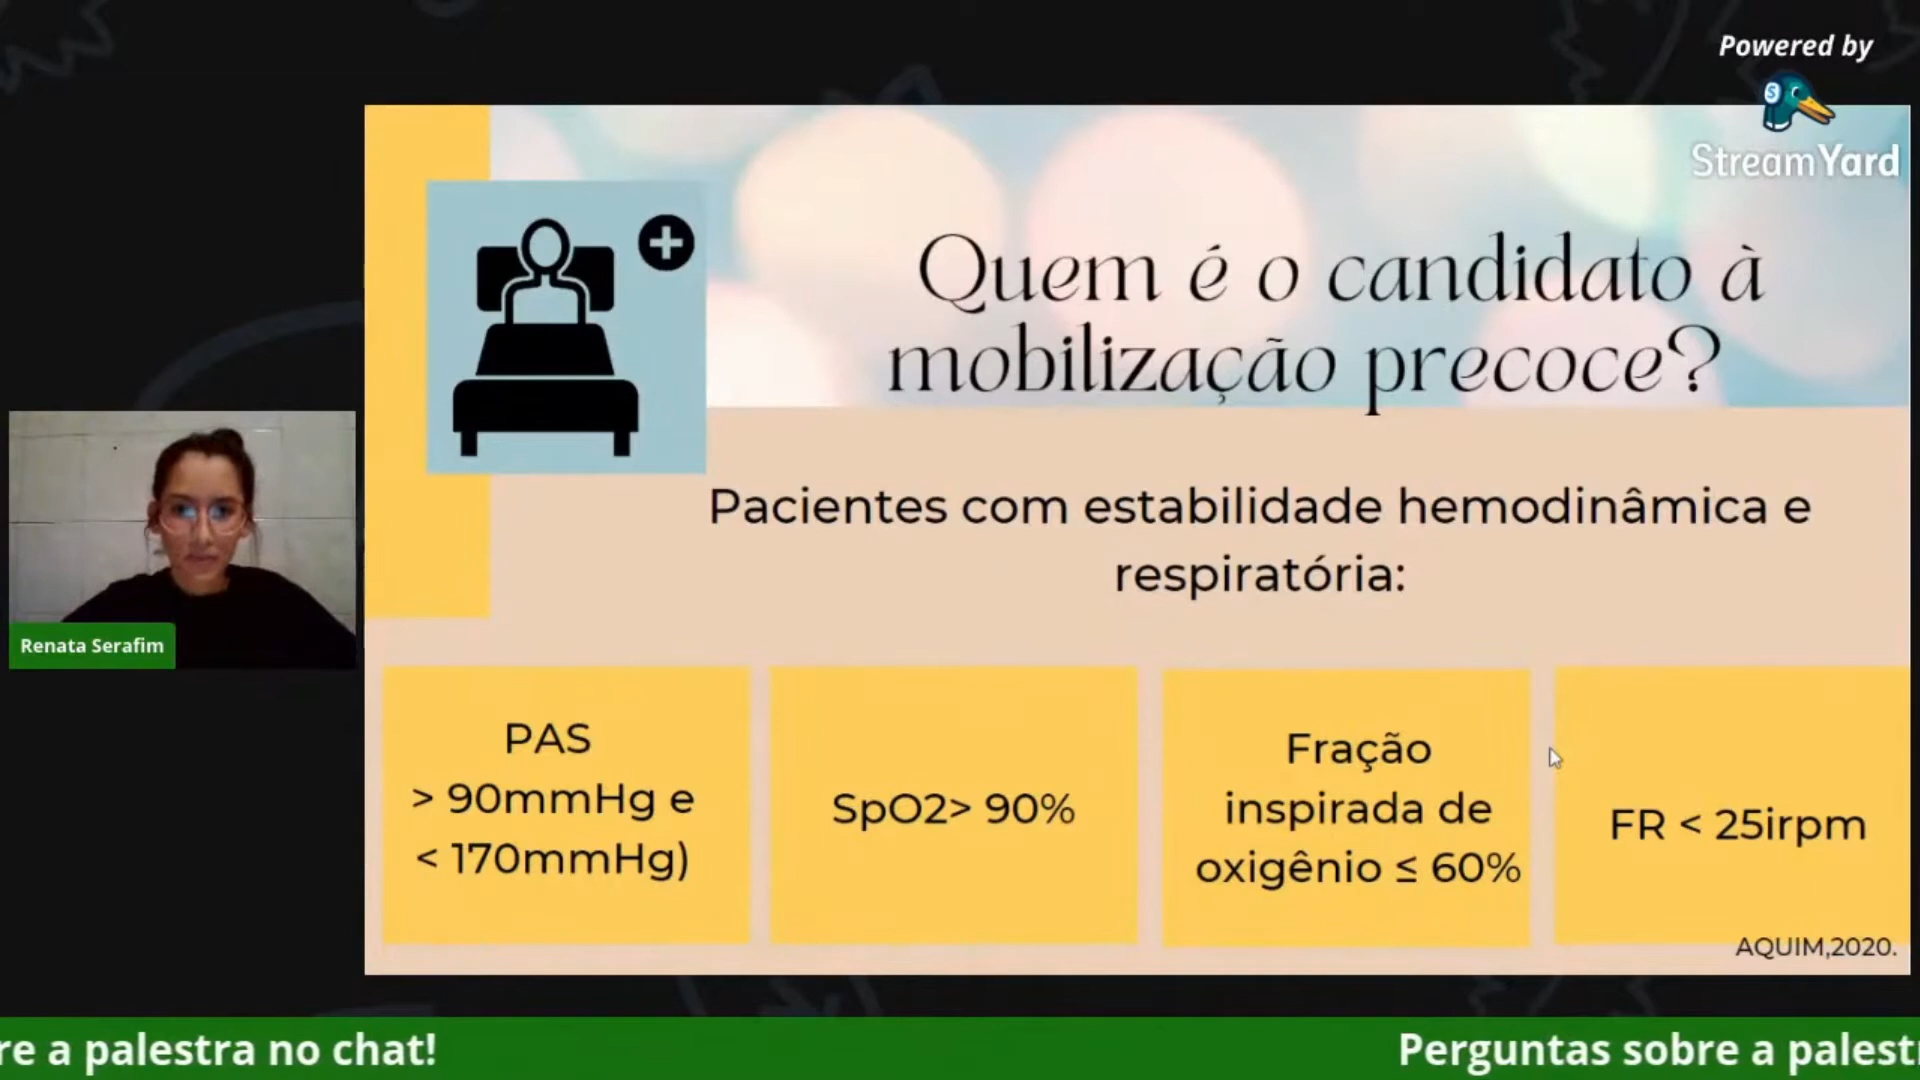 Powered by
StreamYard
Quem é o candidato à
mobilização precoce?
Pacientes com estabilidade hemodinâmica e
respiratória:
PAS
> 90mmHg e
< 170mmHg)
SpO2> 90%
Fração
inspirada de
oxigênio ≤ 60%
FR < 25irpm
AQUIM,2020.
Renata Serafim
re a palestra no chat!
Perguntas sobre a palest